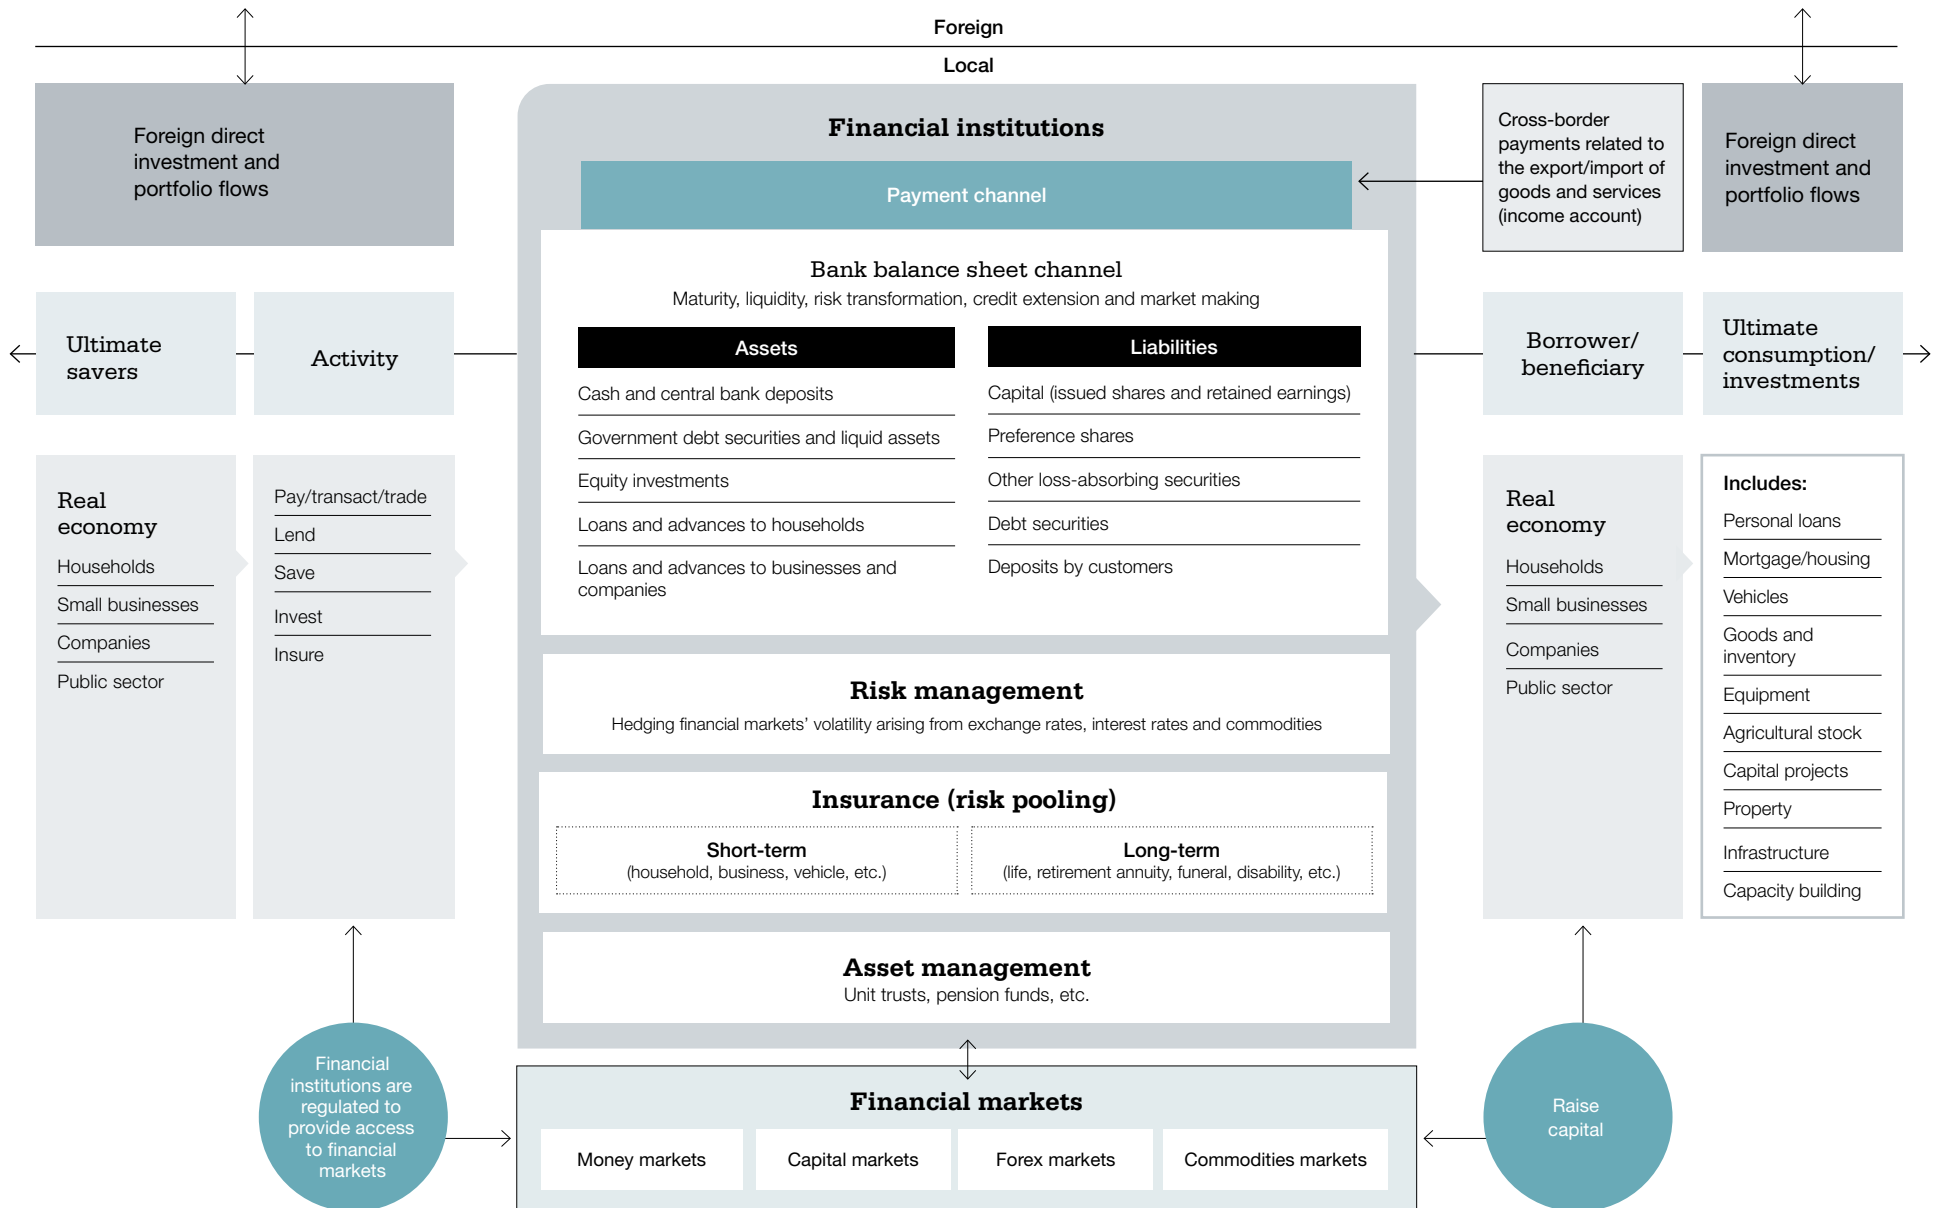 Foreign
Local
Foreign direct
investment and
portfolio flows
Financial institutions
Payment channel
Cross-border
payments related to
the export/import of
goods and services
(income account)
Foreign direct
investment and
portfolio flows
Ultimate
savers
Activity
Bank balance sheet channel
Maturity, liquidity, risk transformation, credit extension and market making
Assets
Cash and central bank deposits
Government debt securities and liquid assets
Equity investments
Loans and advances to households
Loans and advances to businesses and
companies
Liabilities
Capital (issued shares and retained earnings)
Preference shares
Other loss-absorbing securities
Debt securities
Deposits by customers
Borrower/
beneficiary
Ultimate
consumption/
investments
Real
economy
Households
Small businesses
Companies
Public sector
Pay/transact/trade
Lend
Save
Invest
Insure
Risk management
Hedging financial markets’ volatility arising from exchange rates, interest rates and commodities
Insurance (risk pooling)
Short-term
(household, business, vehicle, etc.)
Long-term
(life, retirement annuity, funeral, disability, etc.)
Asset management
Unit trusts, pension funds, etc.
Real
economy
Households
Small businesses
Companies
Public sector
Includes:
Personal loans
Mortgage/housing
Vehicles
Goods and
inventory
Equipment
Agricultural stock
Capital projects
Property
Infrastructure
Capacity building
Financial
institutions are
regulated to
provide access
to financial
markets
Financial markets
Money markets
Capital markets
Forex markets
Commodities markets
Raise
capital